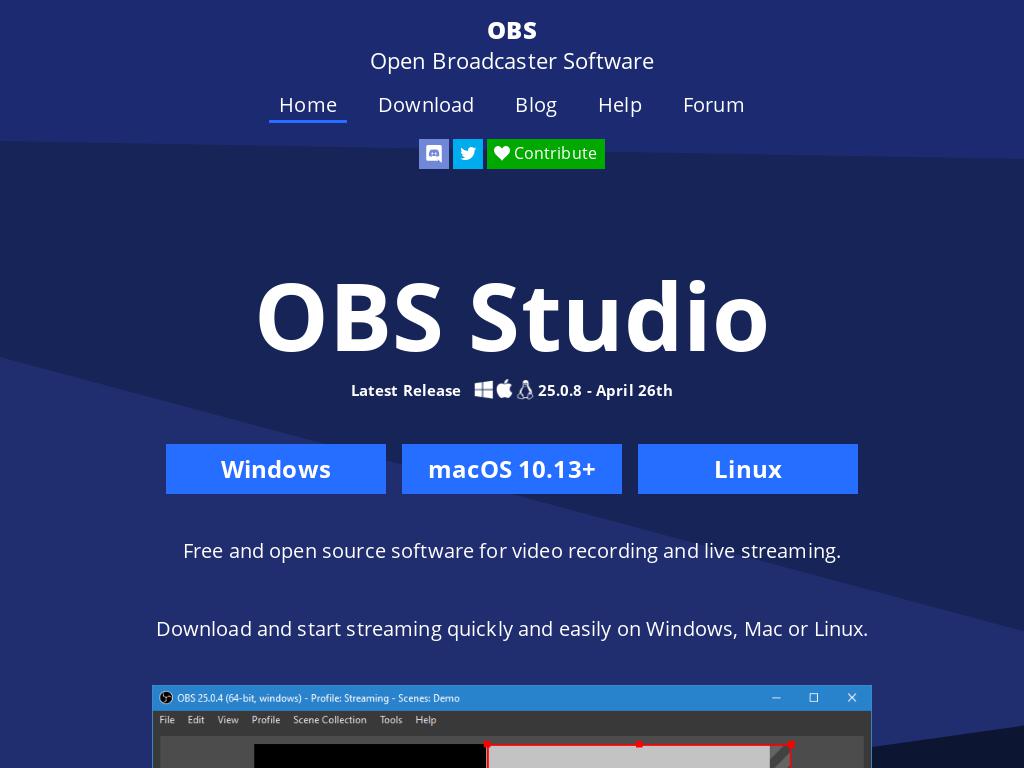 OBS
Open Broadcaster Software
Home Download Blog Help Forum
Contribute
OBS Studio
Latest Release 25.0.8 - April 26th
Windows macOS 10.13+ Linux
Free and open source software for video recording and live streaming.
Download and start streaming quickly and easily on Windows, Mac or Linux.
OBS 25.0.4 (64-bit, windows) - Profile: Streaming - Scenes: Demo
File Edit View Profile Scene Collection Tools Help